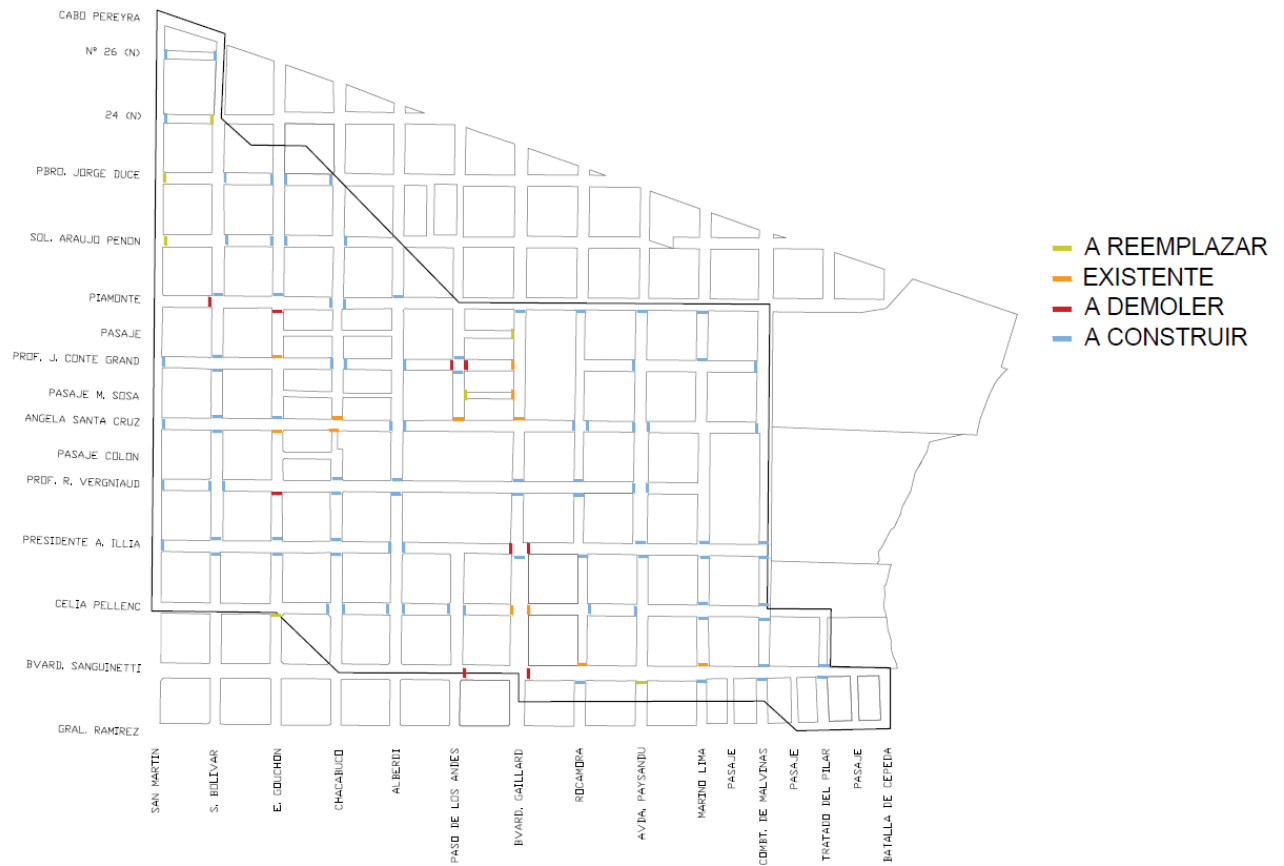 CABO PEREYRA
Nº 26 (N)
24 (N)
PBRO. JORGE DUCE
SOL. ARAUJO PENON
PIAMONTE
PASAJE
PROF. J. CONTE GRAND
PASAJE M. SOSA
ANGELA SANTA CRUZ
PASAJE COLON
PROF. R. VERGNIAUD
PRESIDENTE A. ILLIA
CELIA PELLENC
BVARD. SANGUINETTI
GRAL. RAMIREZ
SAN MARTIN
S. BOLIVAR
E. GOUCHON
CHACABUCO
ALBERDI
PASO DE LOS ANDES
BVARD. GAILLARD
ROCAMORA
AVDA. PAYSANDU
MARINO LIMA
PASAJE
COMBT. DE MALVINAS
PASAJE
TRATADO DEL PILAR
PASAJE
BATALLA DE CEPEDA
A REEMPLAZAR
EXISTENTE
A DEMOLER
A CONSTRUIR